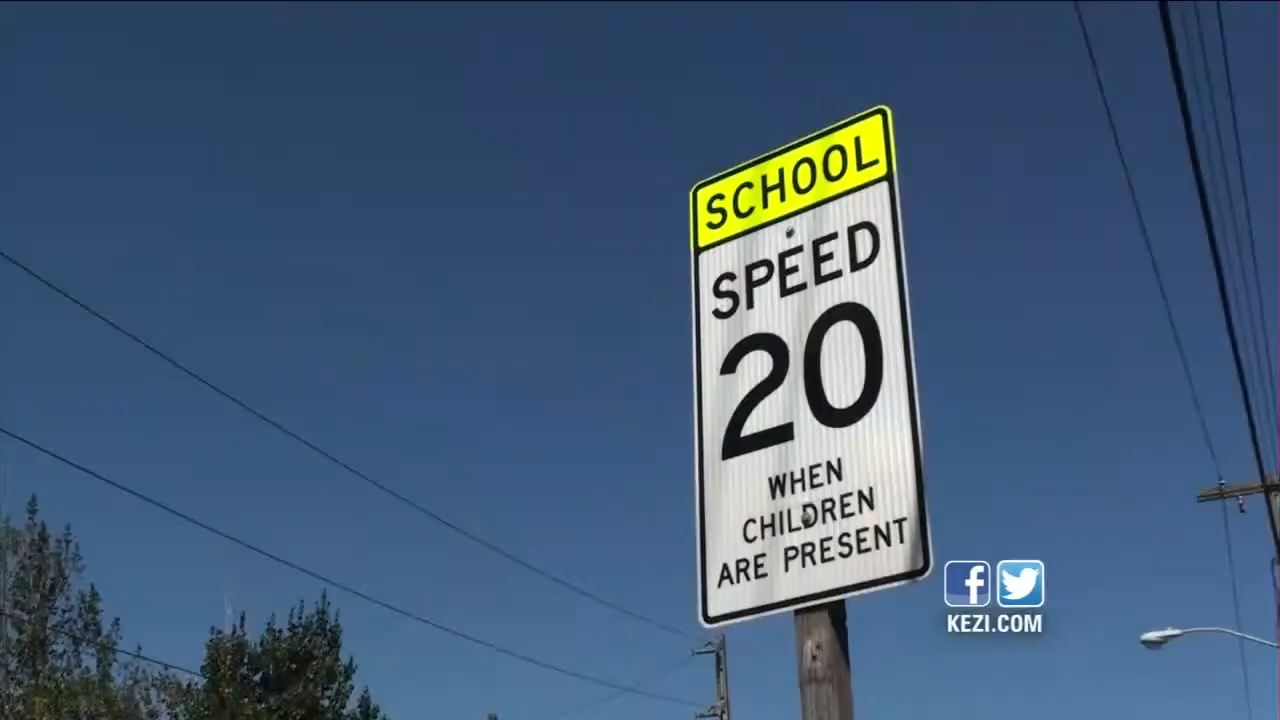 SCHOOL
SPEED
20
WHEN
CHILDREN
ARE PRESENT
KEZI.COM